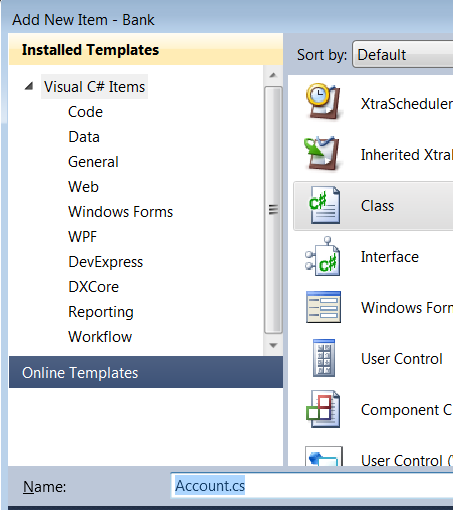 Add New Item - Bank
Installed Templates
Visual C# Items
Code
Data
General
Web
Windows Forms
WPF
DevExpress
DXCore
Reporting
Workflow
Online Templates
Sort by: Default
XtraScheduler
Inherited Xtra
Class
Interface
Windows Form
User Control
Component C
User Control (
Name: Account.cs